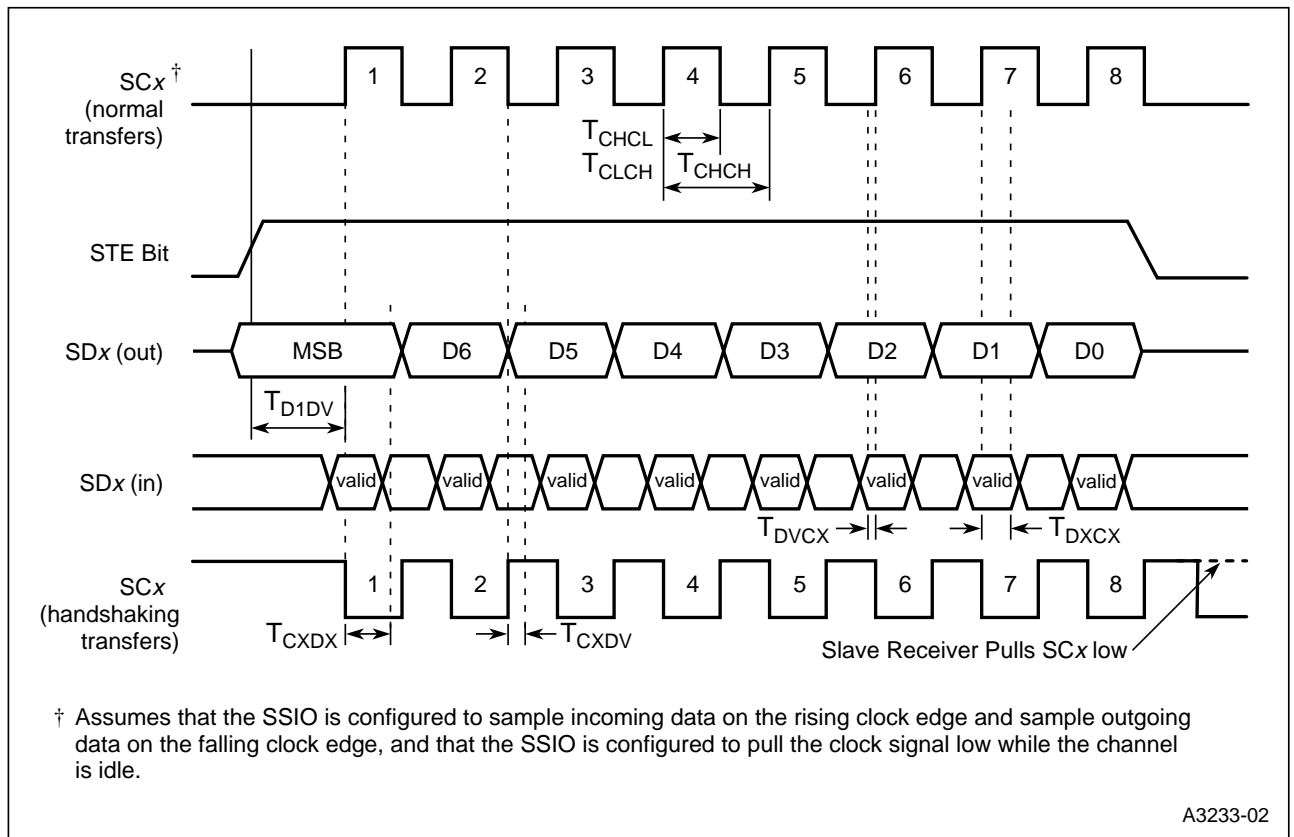 SCx †
(normal
transfers)
1 2 3 4 5 6 7 8
TCHCL
TCLCH TCHCH
STE Bit
SDx (out)
MSB D6 D5 D4 D3 D2 D1 D0
TD1DV
SDx (in)
valid valid valid valid valid valid valid valid
TDVCX TDXCX
SCx
(handshaking
transfers)
1 2 3 4 5 6 7 8
TCXDX TCXDV
Slave Receiver Pulls SCx low
† Assumes that the SSIO is configured to sample incoming data on the rising clock edge and sample outgoing
data on the falling clock edge, and that the SSIO is configured to pull the clock signal low while the channel
is idle.
A3233-02